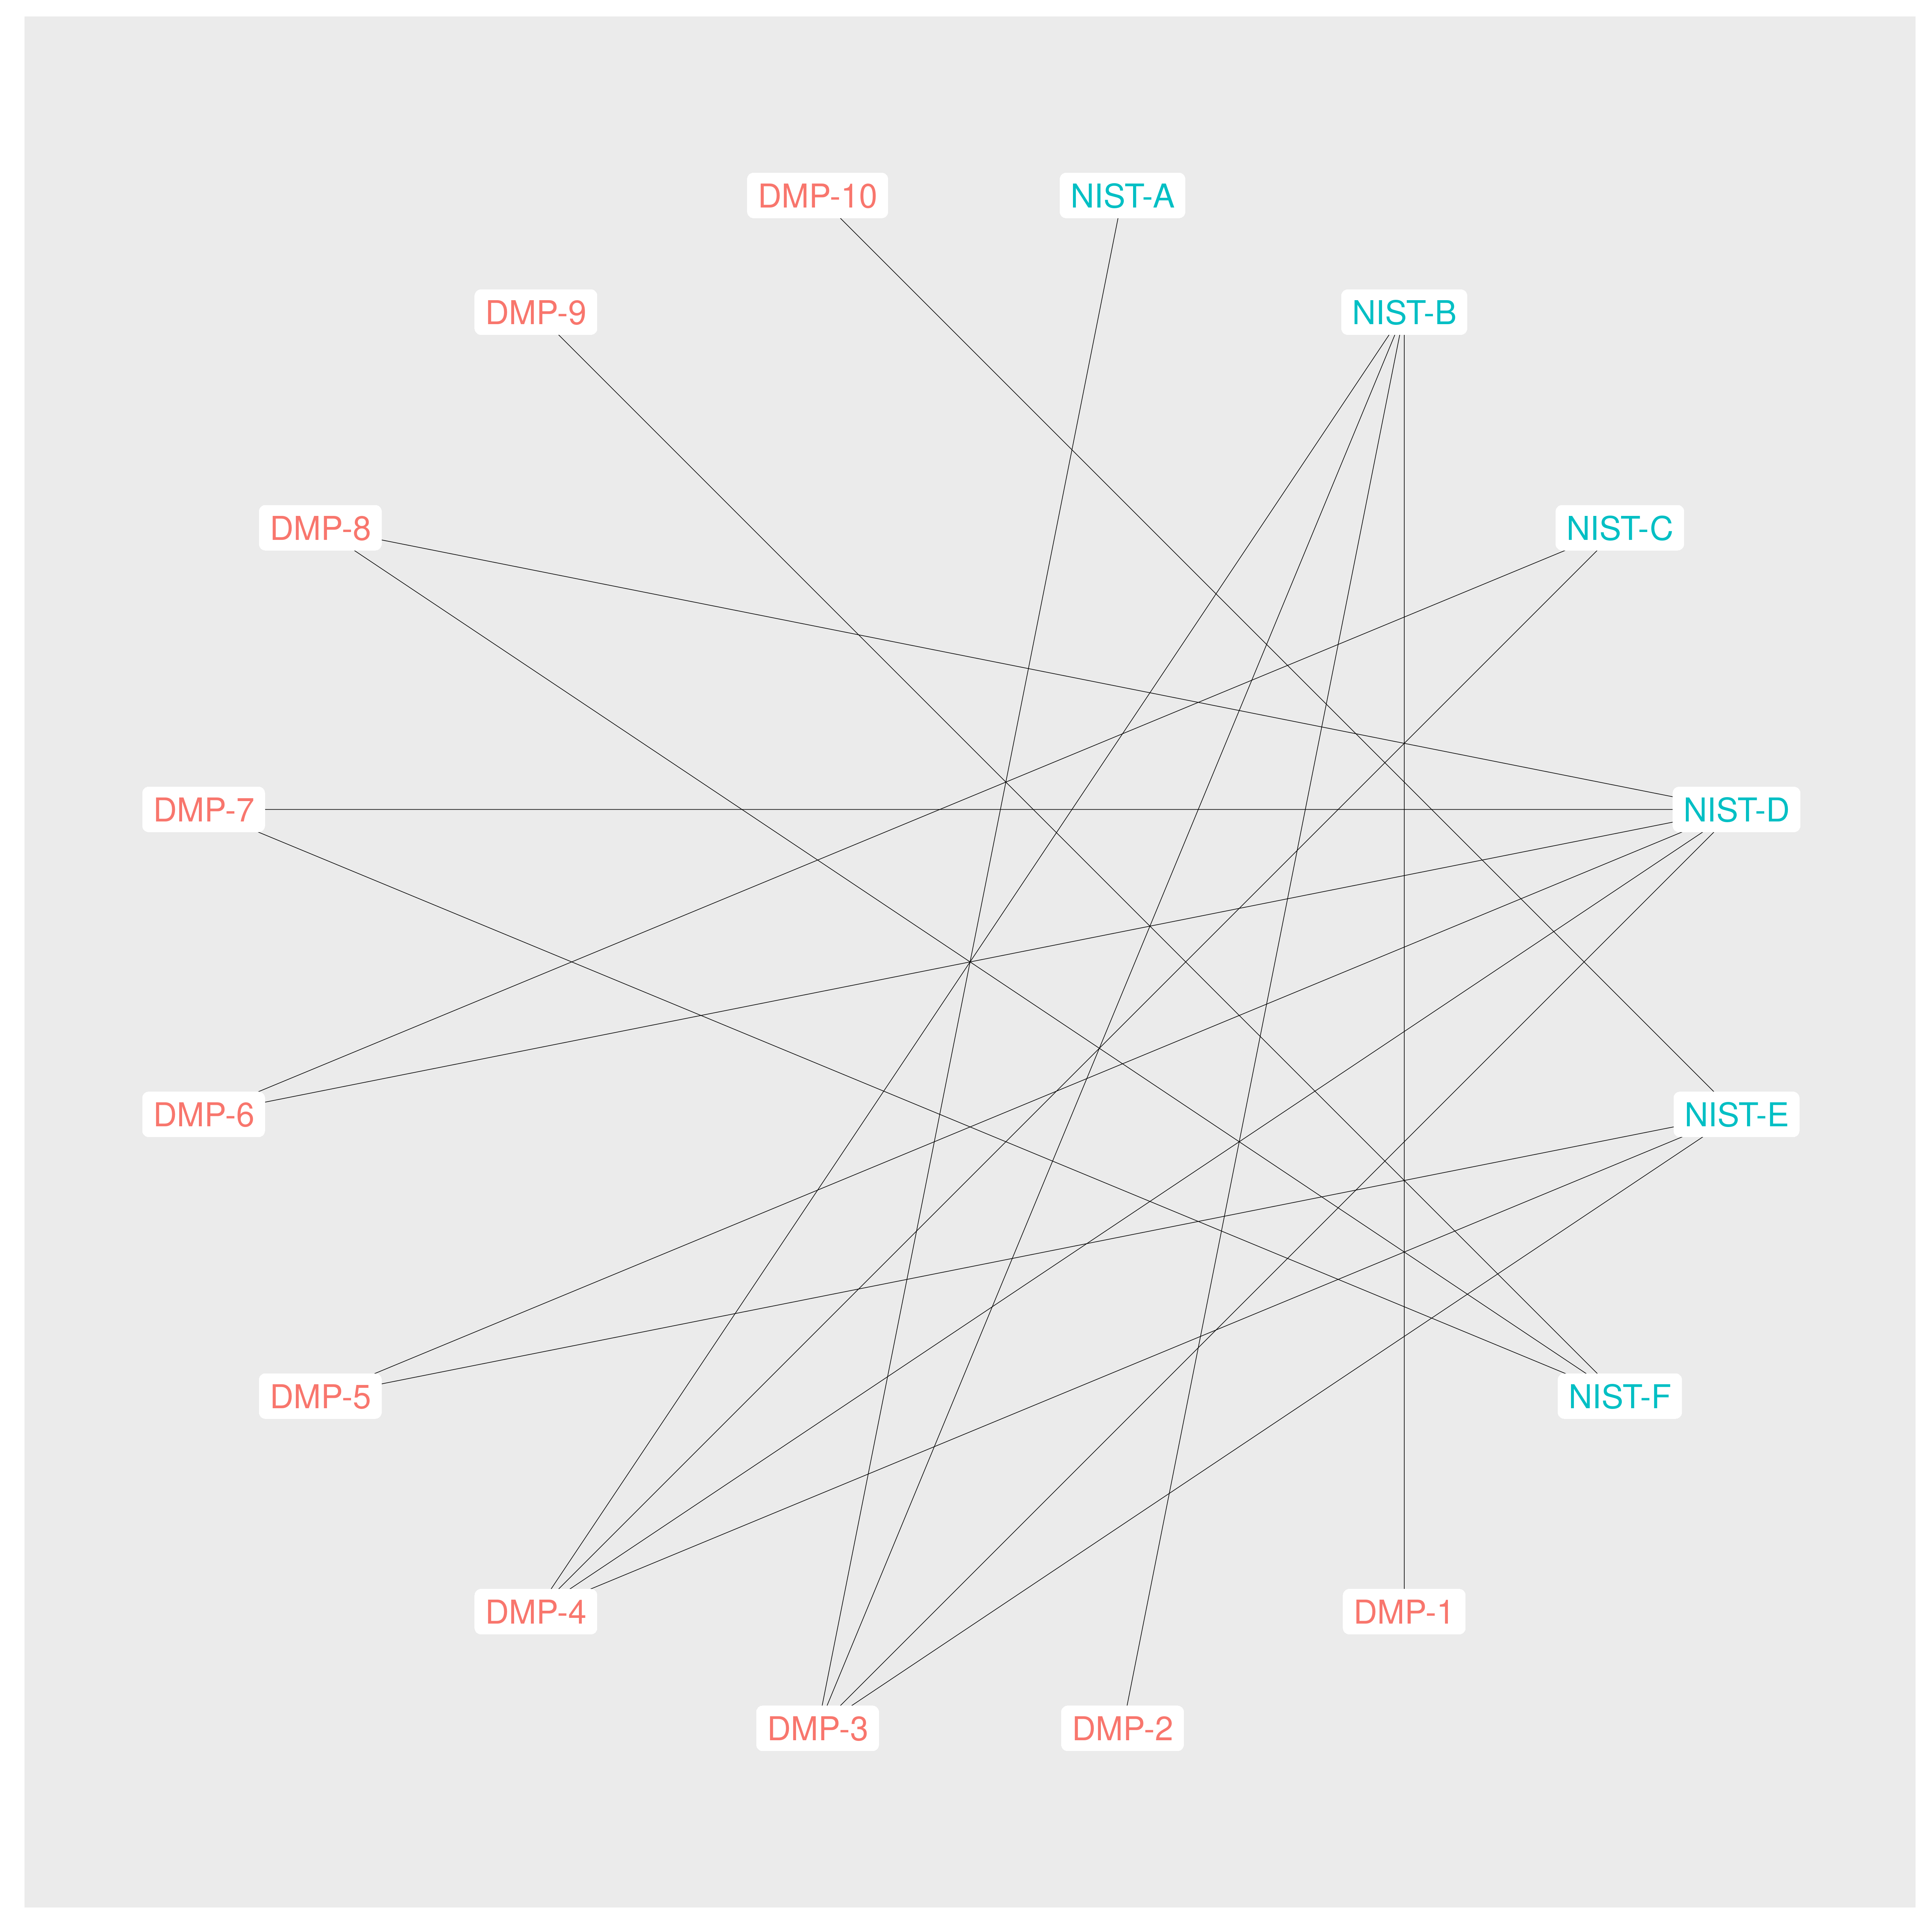 DMP-10
NIST-A
DMP-9
NIST-B
DMP-8
NIST-C
DMP-7
NIST-D
DMP-6
NIST-E
DMP-5
NIST-F
DMP-4
DMP-1
DMP-3
DMP-2